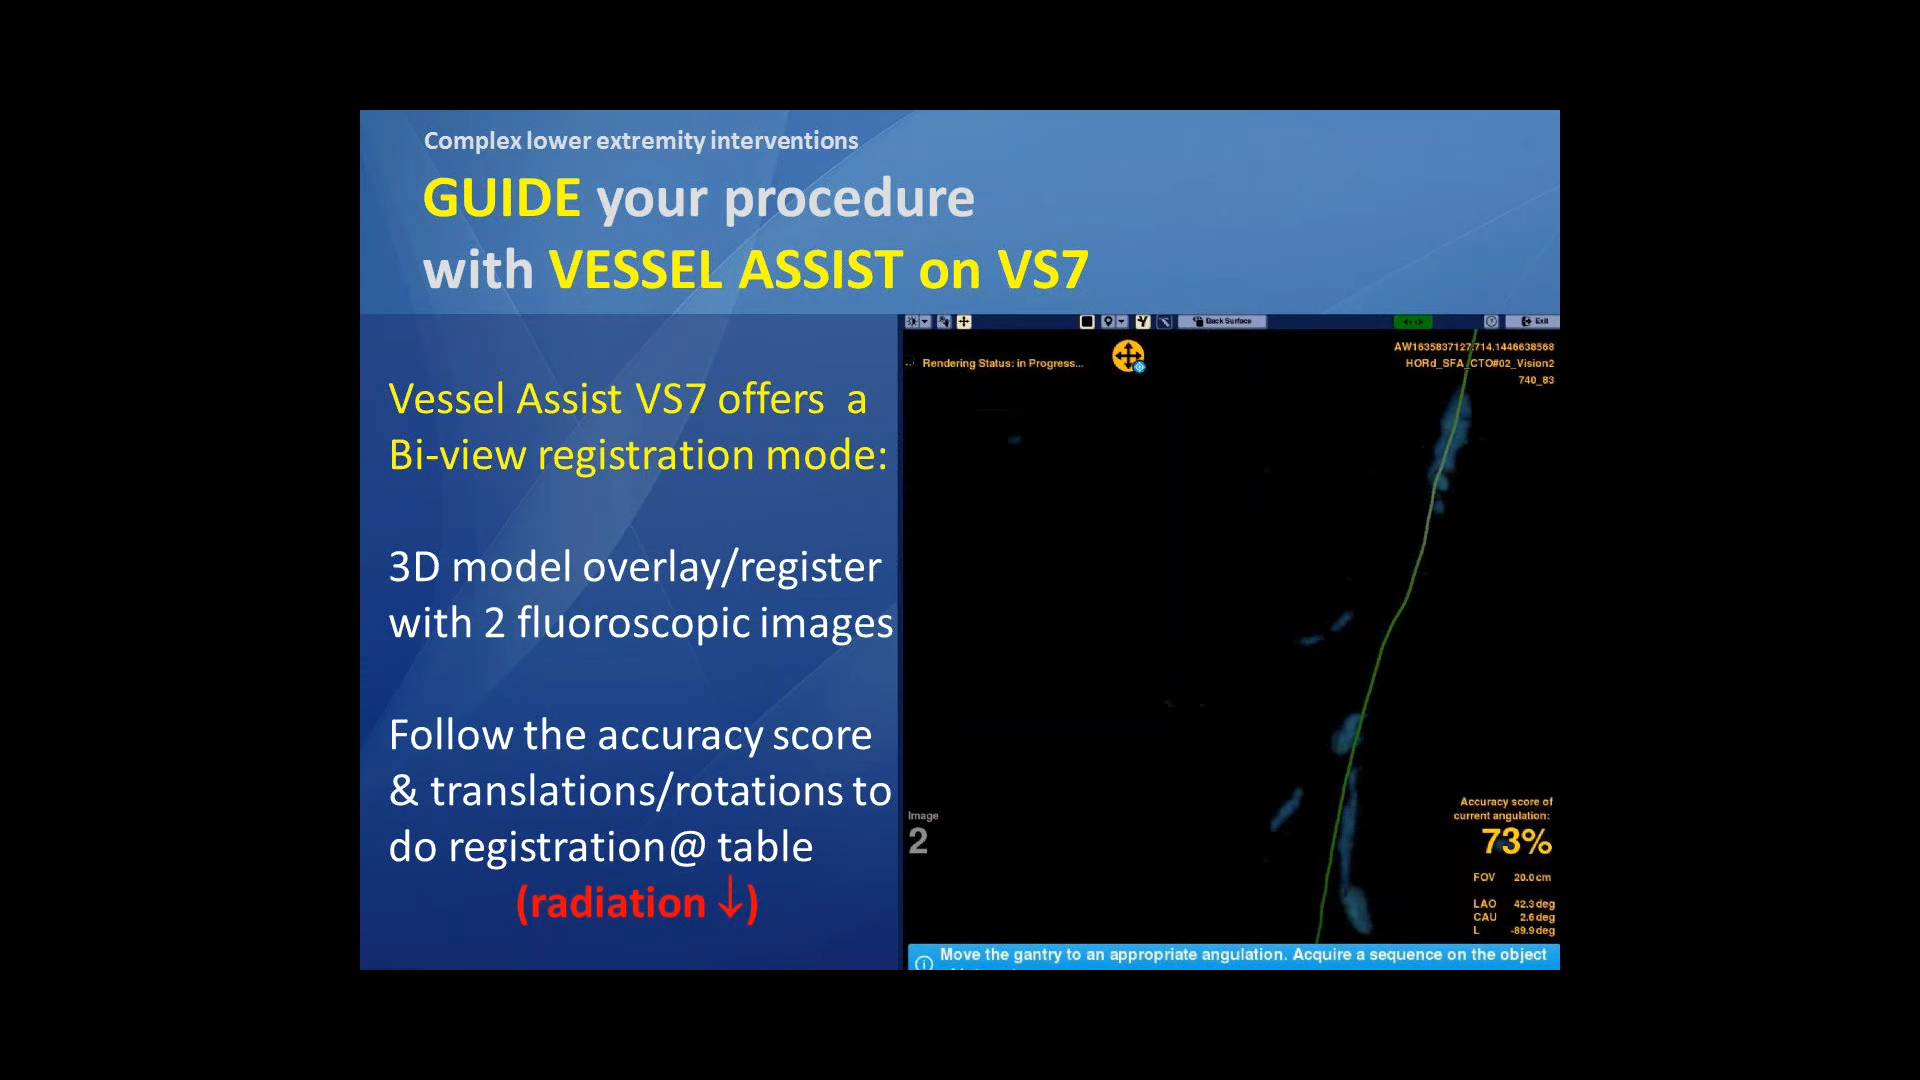 Complex lower extremity interventions
GUIDE your procedure
with VESSEL ASSIST on VS7
Vessel Assist VS7 offers a
Bi-view registration mode:
3D model overlay/register
with 2 fluoroscopic images
Follow the accuracy score
& translations/rotations to
do registration@ table
(radiation ↓)
Back Surface
Exit
Rendering Status: in Progress...
AW1635837127.714.1446638568
HORd_SFA_CTO#02_Vision2
740_83
Image
2
Accuracy score of
current angulation:
73%
FOV 20.0cm
LAO 42.3deg
CAU 2.6deg
L -89.9deg
Move the gantry to an appropriate angulation. Acquire a sequence on the object